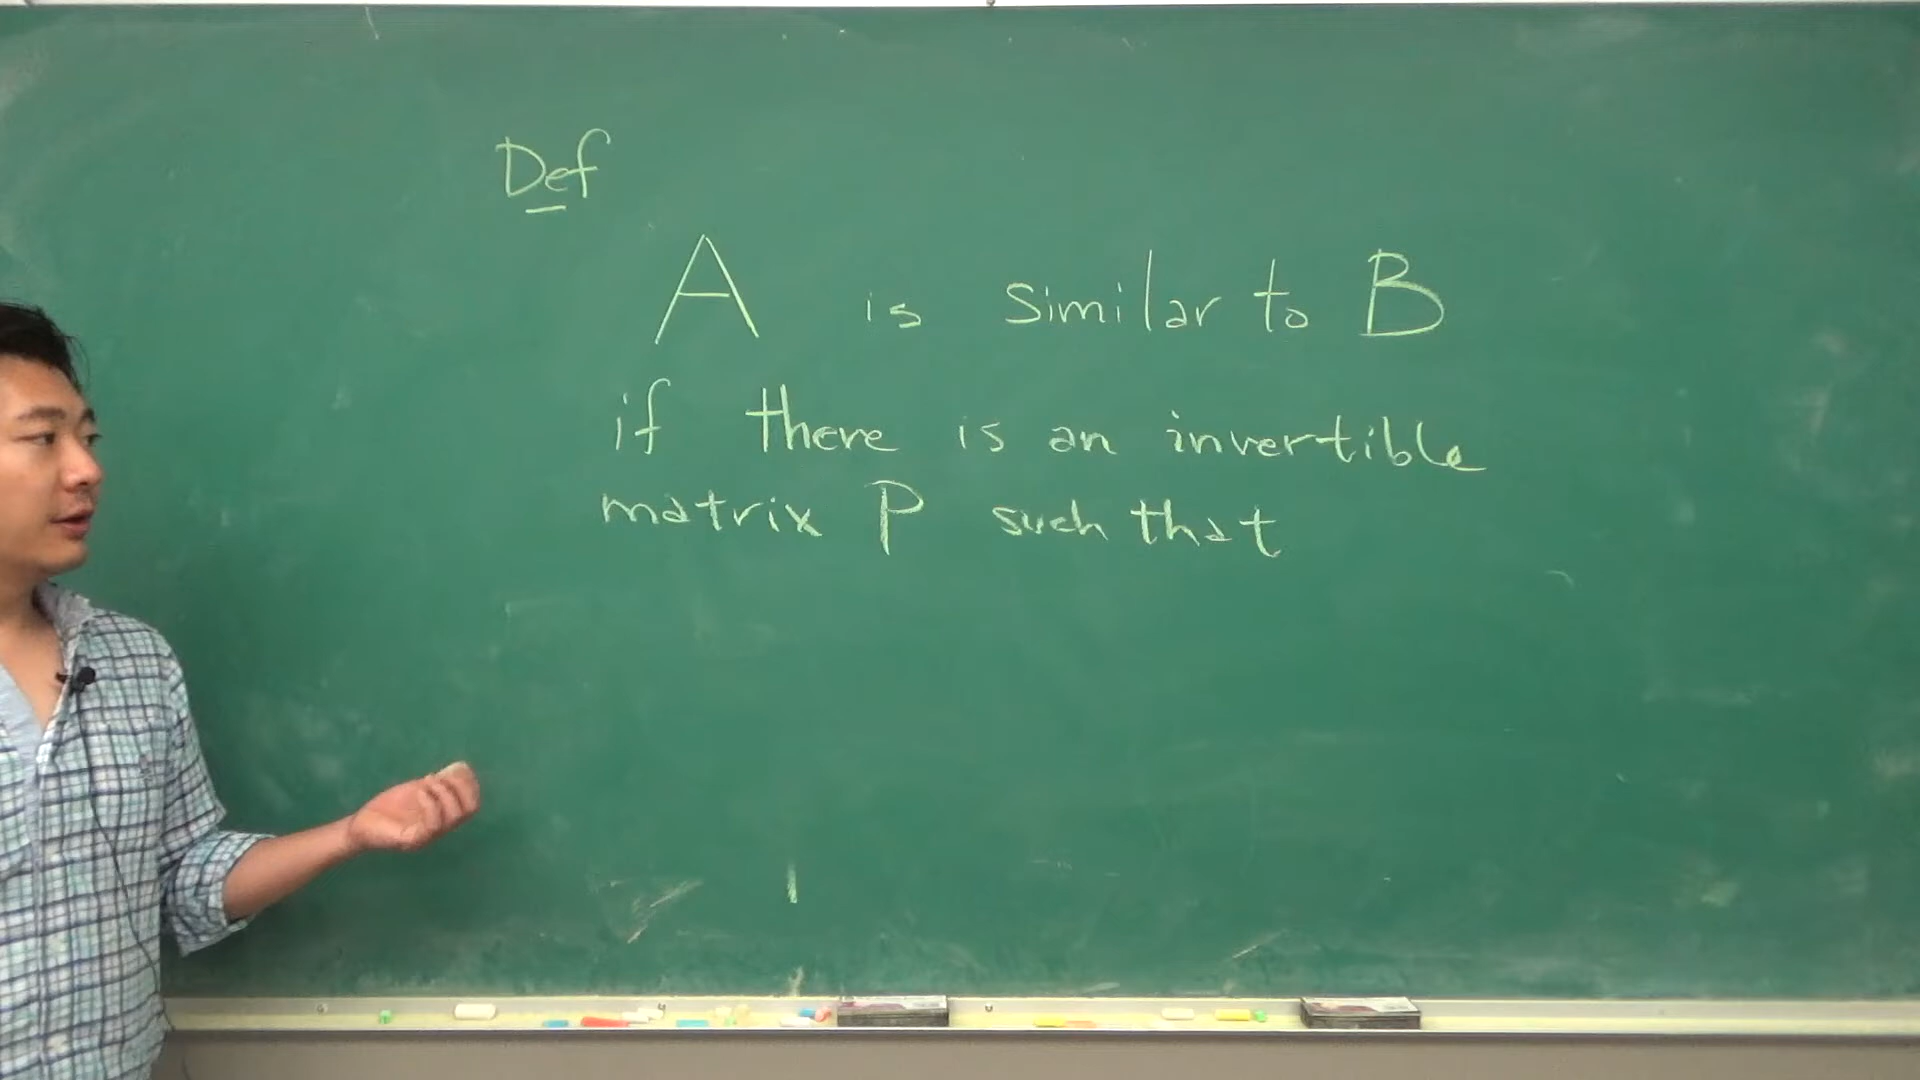 Def
A is similar to B
if there is an invertible
matrix P such that